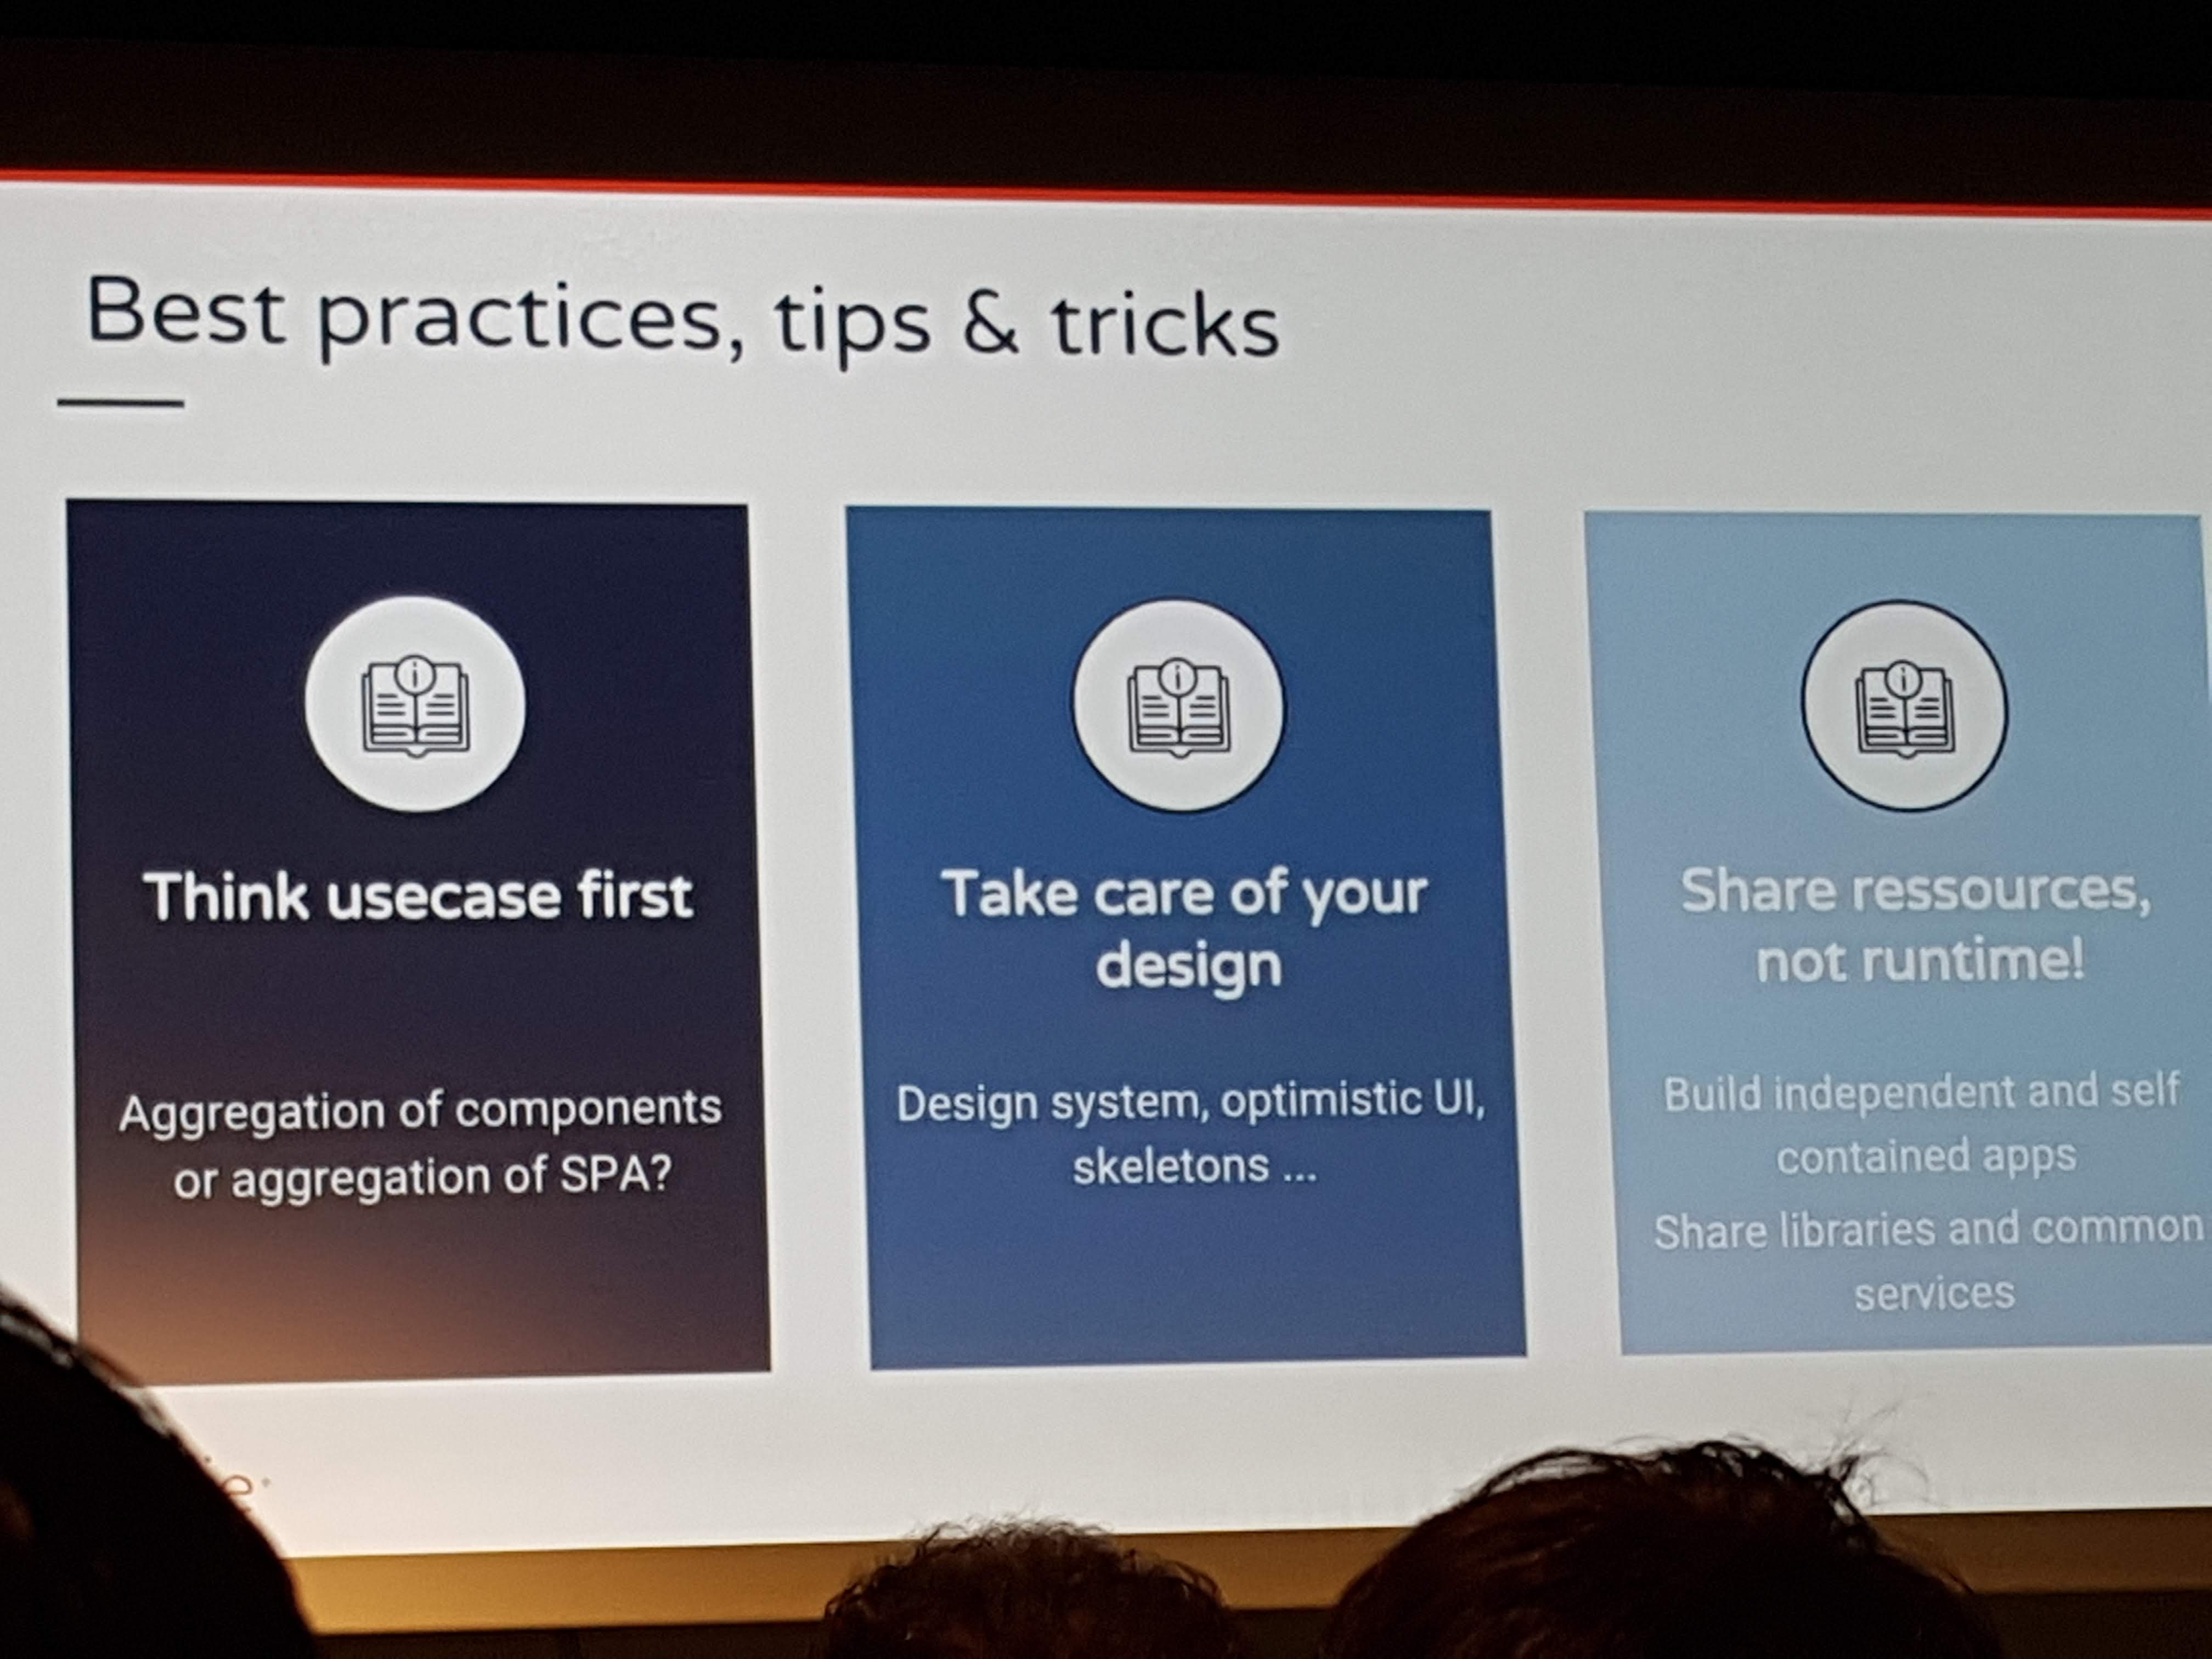 Best practices, tips & tricks
Think usecase first
Aggregation of components
or aggregation of SPA?
Take care of your
design
Design system, optimistic UI,
skeletons ...
Share ressources,
not runtime!
Build independent and self
contained apps
Share libraries and common
services